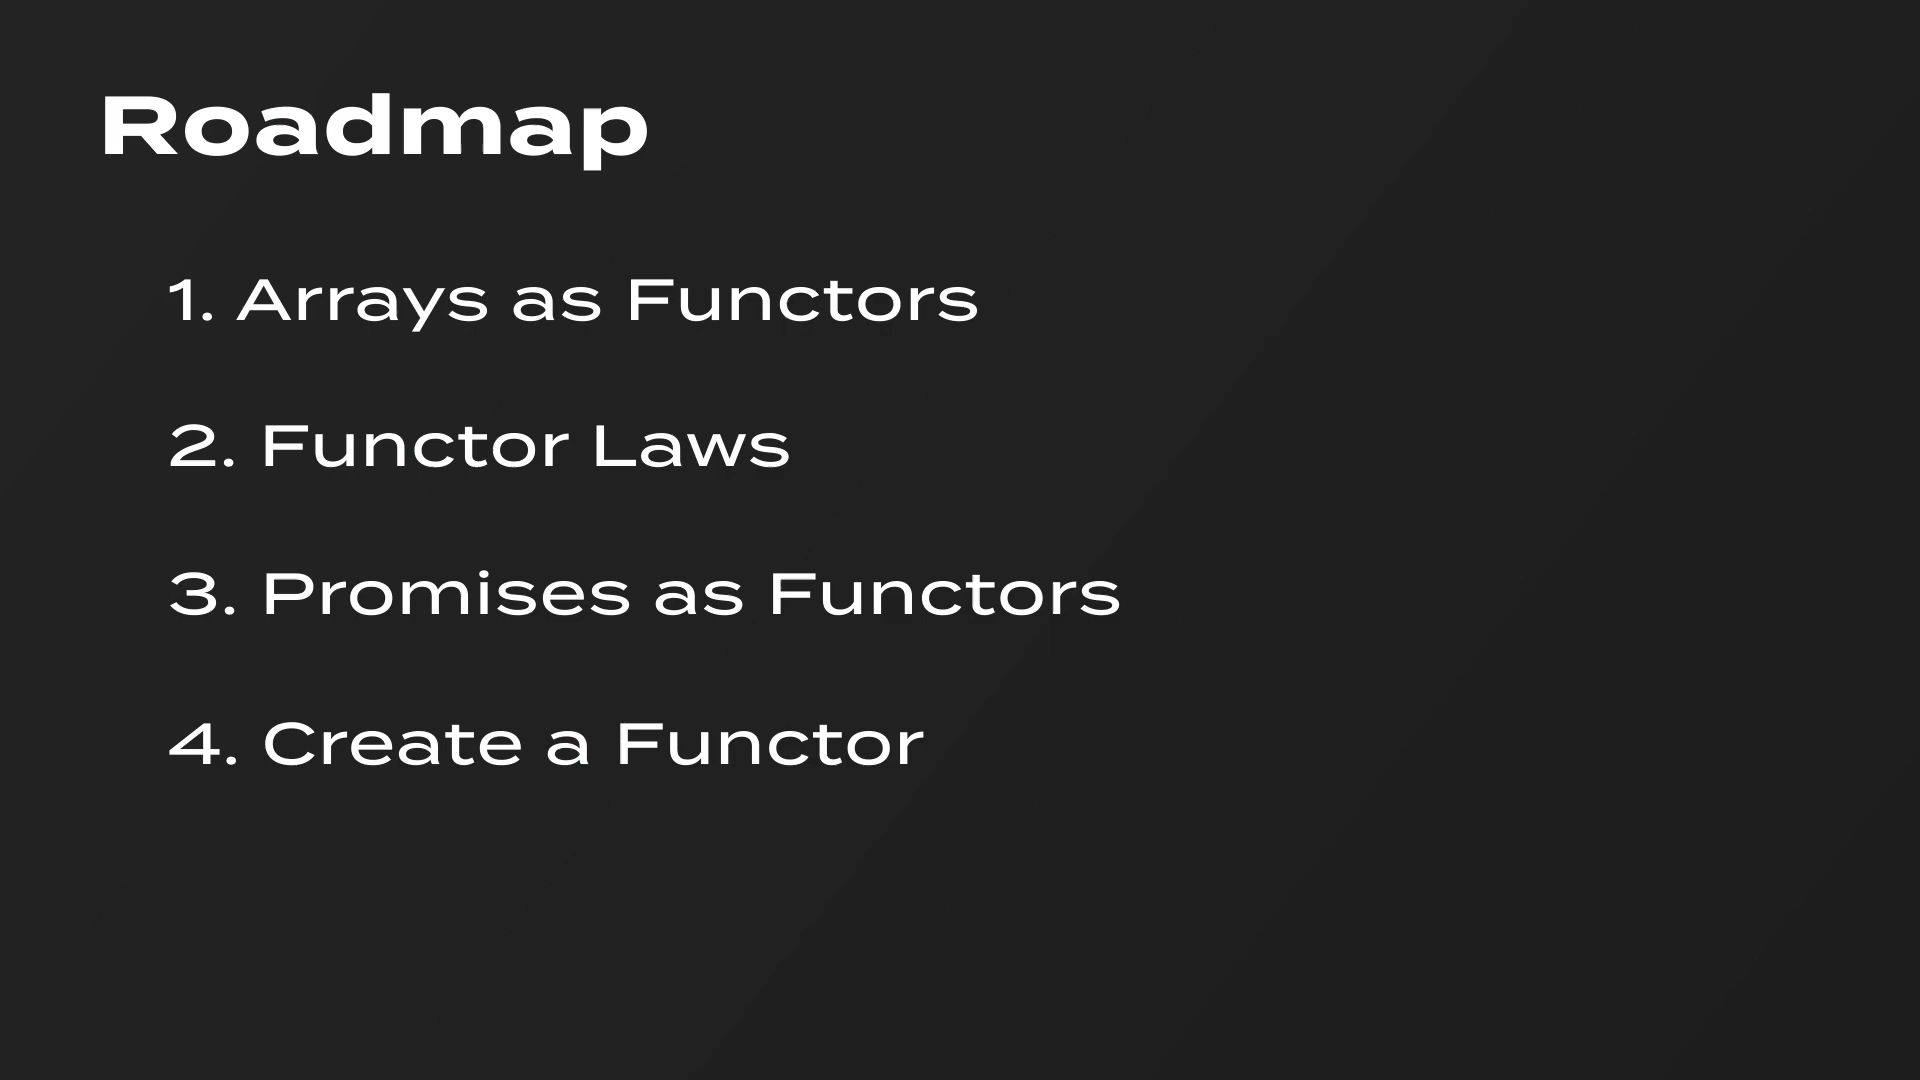 Roadmap
1. Arrays as Functors
2. Functor Laws
3. Promises as Functors
4. Create a Functor